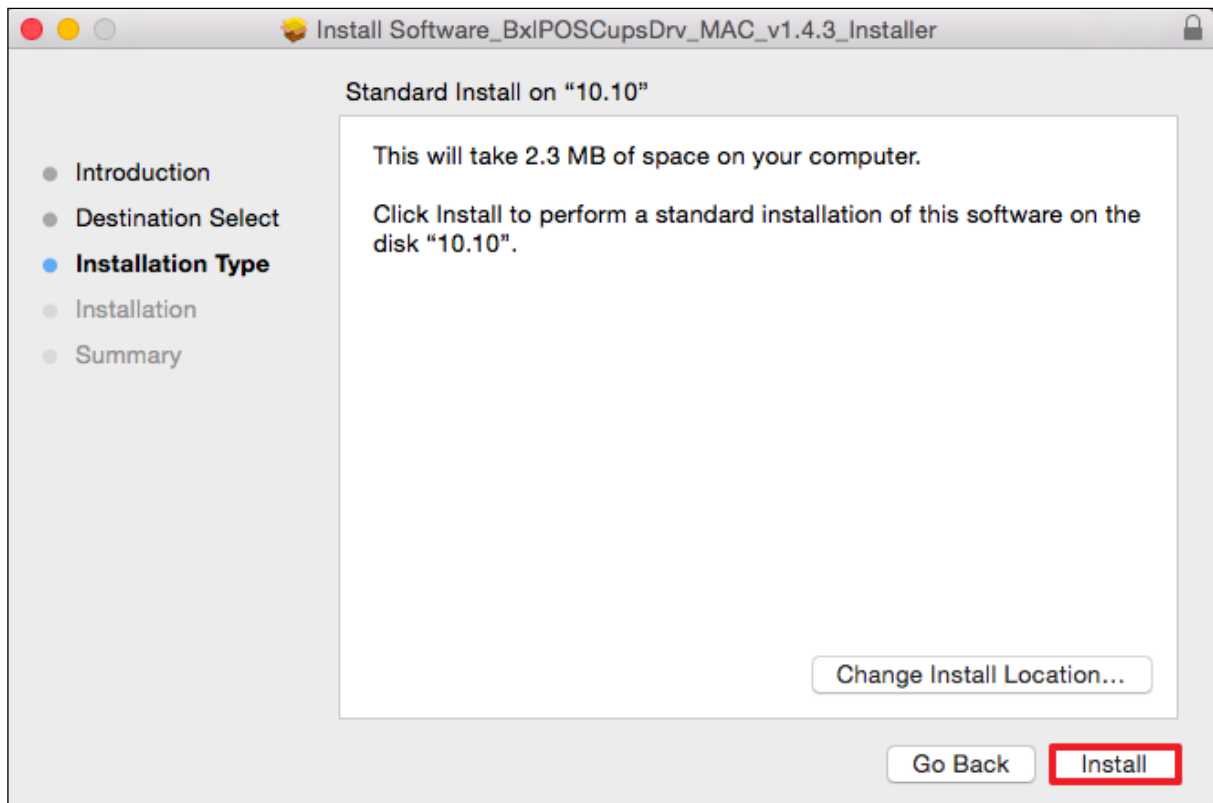 Install Software_BxlPOSCupsDrv_MAC_v1.4.3_Installer
Standard Install on “10.10”
Introduction
Destination Select
Installation Type
Installation
Summary
This will take 2.3 MB of space on your computer.
Click Install to perform a standard installation of this software on the
disk “10.10”.
Change Install Location...
Go Back
Install